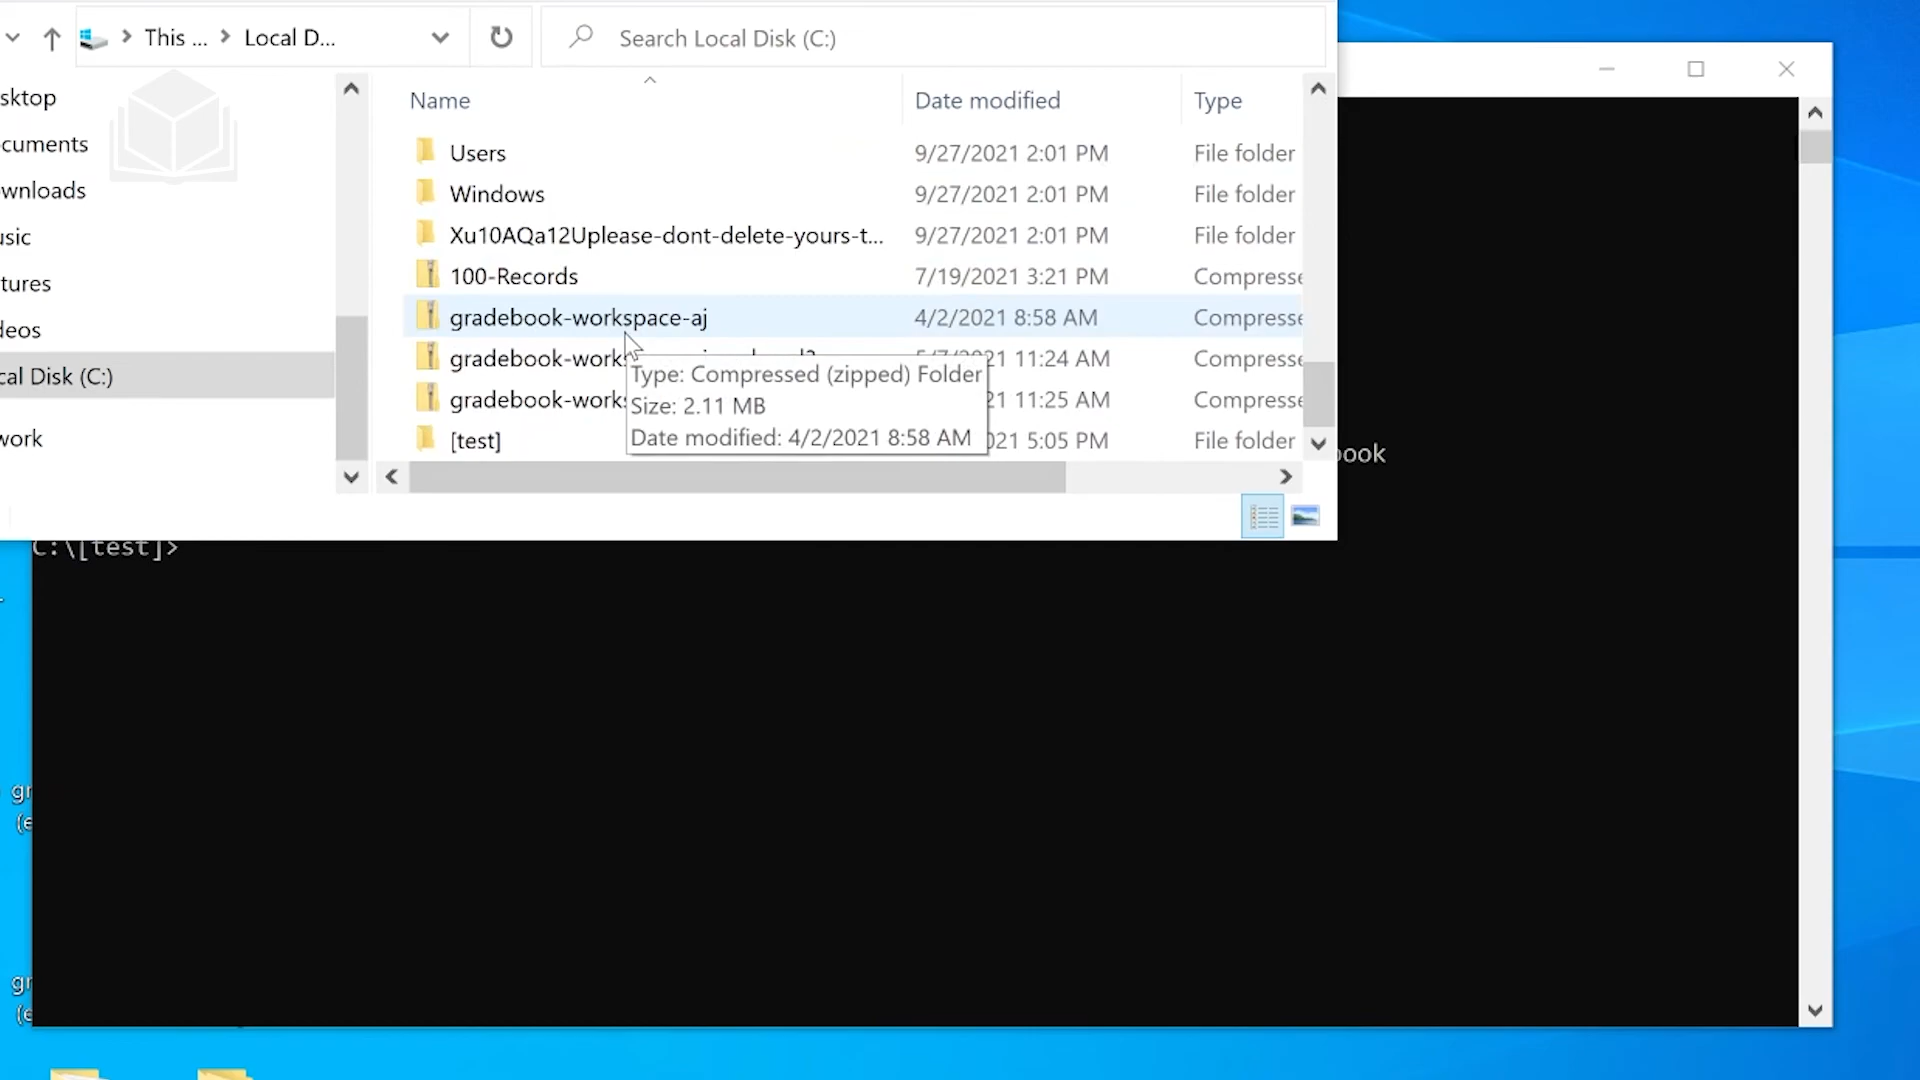 This ... Local D...
Search Local Disk (C:)
Name Date modified Type
sktop
cuments
wnloads
usic
tures
deos
cal Disk (C:)
work
Users 9/27/2021 2:01 PM File folder
Windows 9/27/2021 2:01 PM File folder
Xu10AQa12Uplease-dont-delete-yours-t... 9/27/2021 2:01 PM File folder
100-Records 7/19/2021 3:21 PM Compresse
gradebook-workspace-aj 4/2/2021 8:58 AM Compresse
gradebook-works 21 11:24 AM Compresse
gradebook-works 21 11:25 AM Compresse
[test] 021 5:05 PM File folder
Type: Compressed (zipped) Folder
Size: 2.11 MB
Date modified: 4/2/2021 8:58 AM
book
C:\[test]>
gr
(e
gr
(e